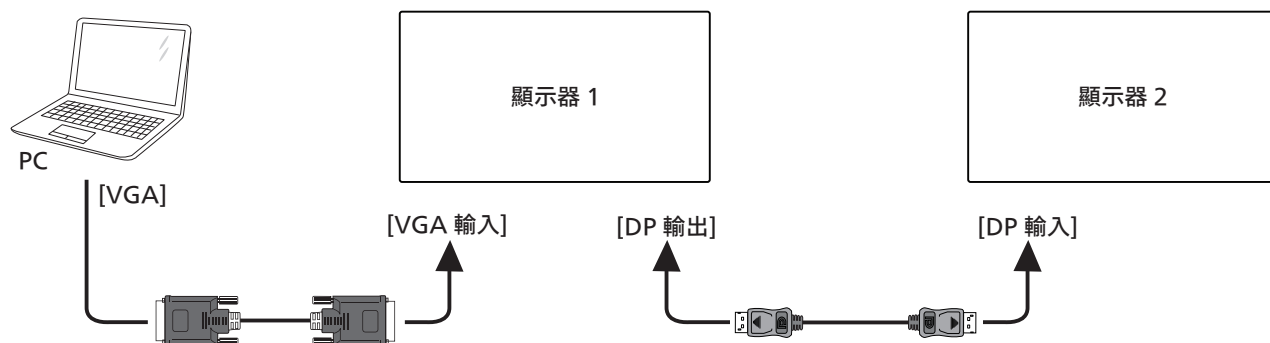 顯示器 1
顯示器 2
PC
[VGA]
[VGA 輸入]
[DP 輸出]
[DP 輸入]